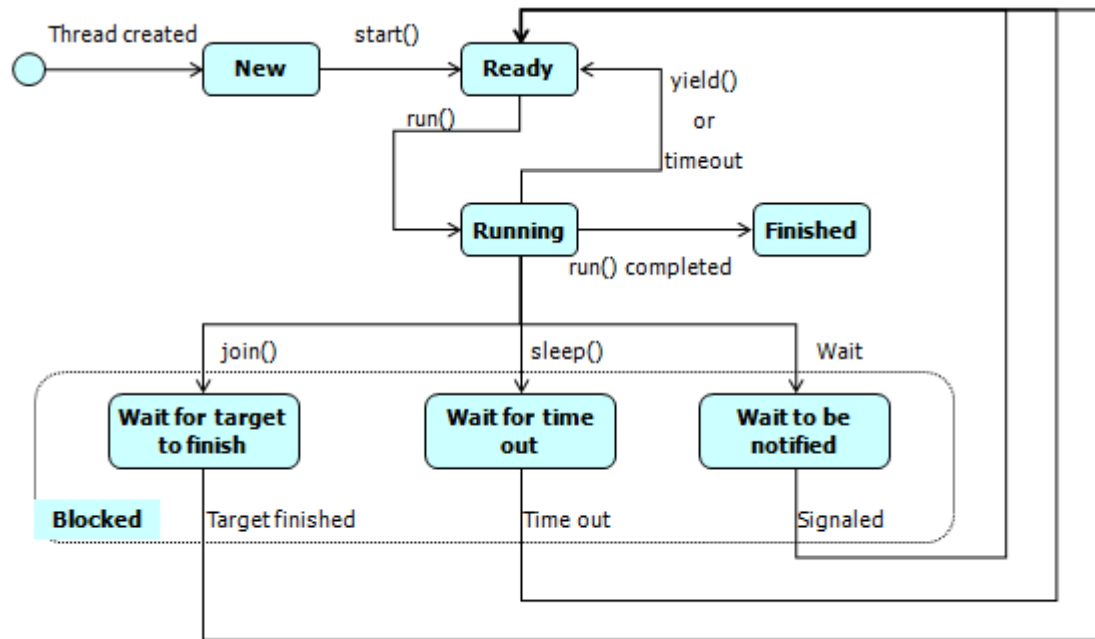 Thread created
start()
New
Ready
yield()
run()
or
timeout
Running
Finished
run() completed
join()
sleep()
Wait
Wait for target
to finish
Wait for time
out
Wait to be
notified
Blocked
Target finished
Time out
Signaled